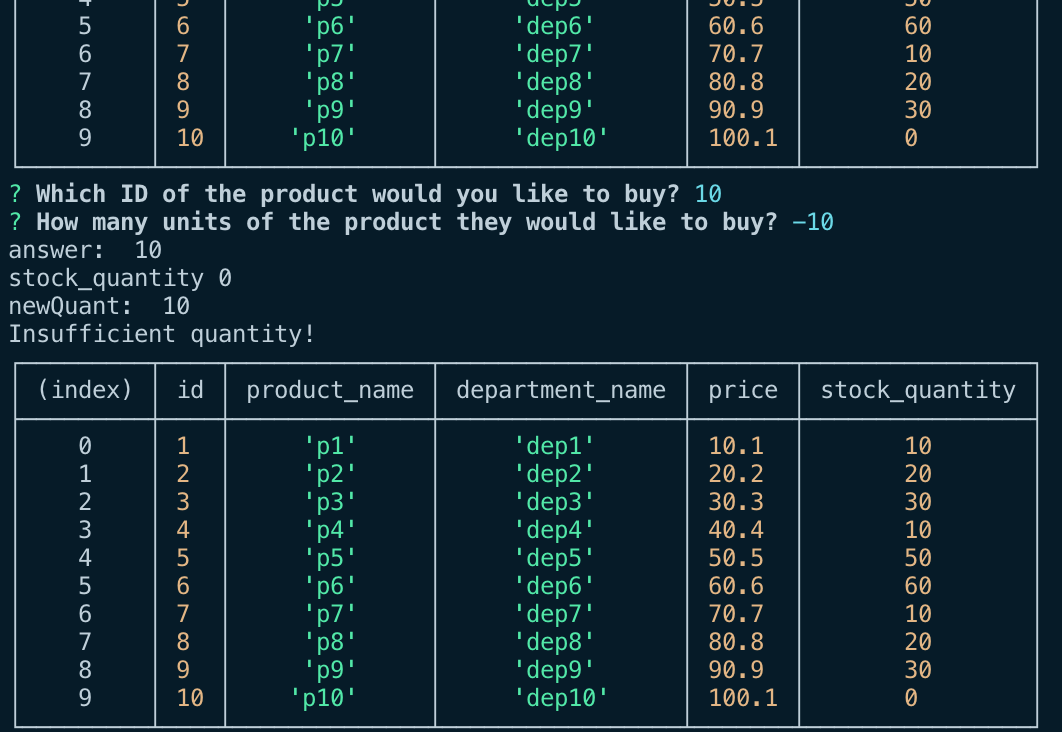 5 6 'p6' 'dep6' 60.6 60
6 7 'p7' 'dep7' 70.7 10
7 8 'p8' 'dep8' 80.8 20
8 9 'p9' 'dep9' 90.9 30
9 10 'p10' 'dep10' 100.1 0
? Which ID of the product would you like to buy? 10
? How many units of the product they would like to buy? -10
answer:  10
stock_quantity 0
newQuant:  10
Insufficient quantity!
(index) id product_name department_name price stock_quantity
0 1 'p1' 'dep1' 10.1 10
1 2 'p2' 'dep2' 20.2 20
2 3 'p3' 'dep3' 30.3 30
3 4 'p4' 'dep4' 40.4 10
4 5 'p5' 'dep5' 50.5 50
5 6 'p6' 'dep6' 60.6 60
6 7 'p7' 'dep7' 70.7 10
7 8 'p8' 'dep8' 80.8 20
8 9 'p9' 'dep9' 90.9 30
9 10 'p10' 'dep10' 100.1 0